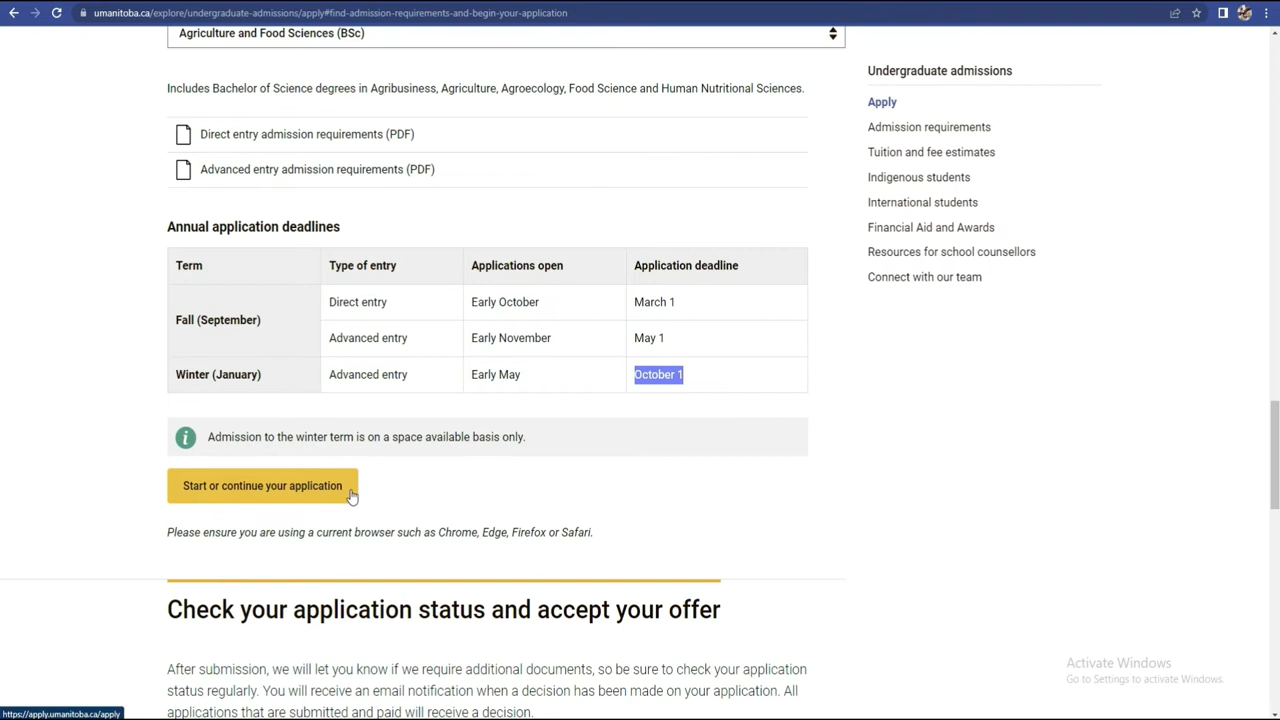 umanitoba.ca/explore/undergraduate-admissions/apply#find-admission-requirements-and-begin-your-application
Agriculture and Food Sciences (BSc)
Includes Bachelor of Science degrees in Agribusiness, Agriculture, Agroecology, Food Science and Human Nutritional Sciences.
Direct entry admission requirements (PDF)
Advanced entry admission requirements (PDF)
Annual application deadlines
Term Type of entry Applications open Application deadline
Fall (September)
Direct entry Early October March 1
Advanced entry Early November May 1
Winter (January) Advanced entry Early May October 1
Admission to the winter term is on a space available basis only.
Start or continue your application
Please ensure you are using a current browser such as Chrome, Edge, Firefox or Safari.
Check your application status and accept your offer
After submission, we will let you know if we require additional documents, so be sure to check your application
status regularly. You will receive an email notification when a decision has been made on your application. All
applications that are submitted and paid will receive a decision.
Undergraduate admissions
Apply
Admission requirements
Tuition and fee estimates
Indigenous students
International students
Financial Aid and Awards
Resources for school counsellors
Connect with our team
Activate Windows
Go to Settings to activate Windows.
https://apply.umanitoba.ca/apply